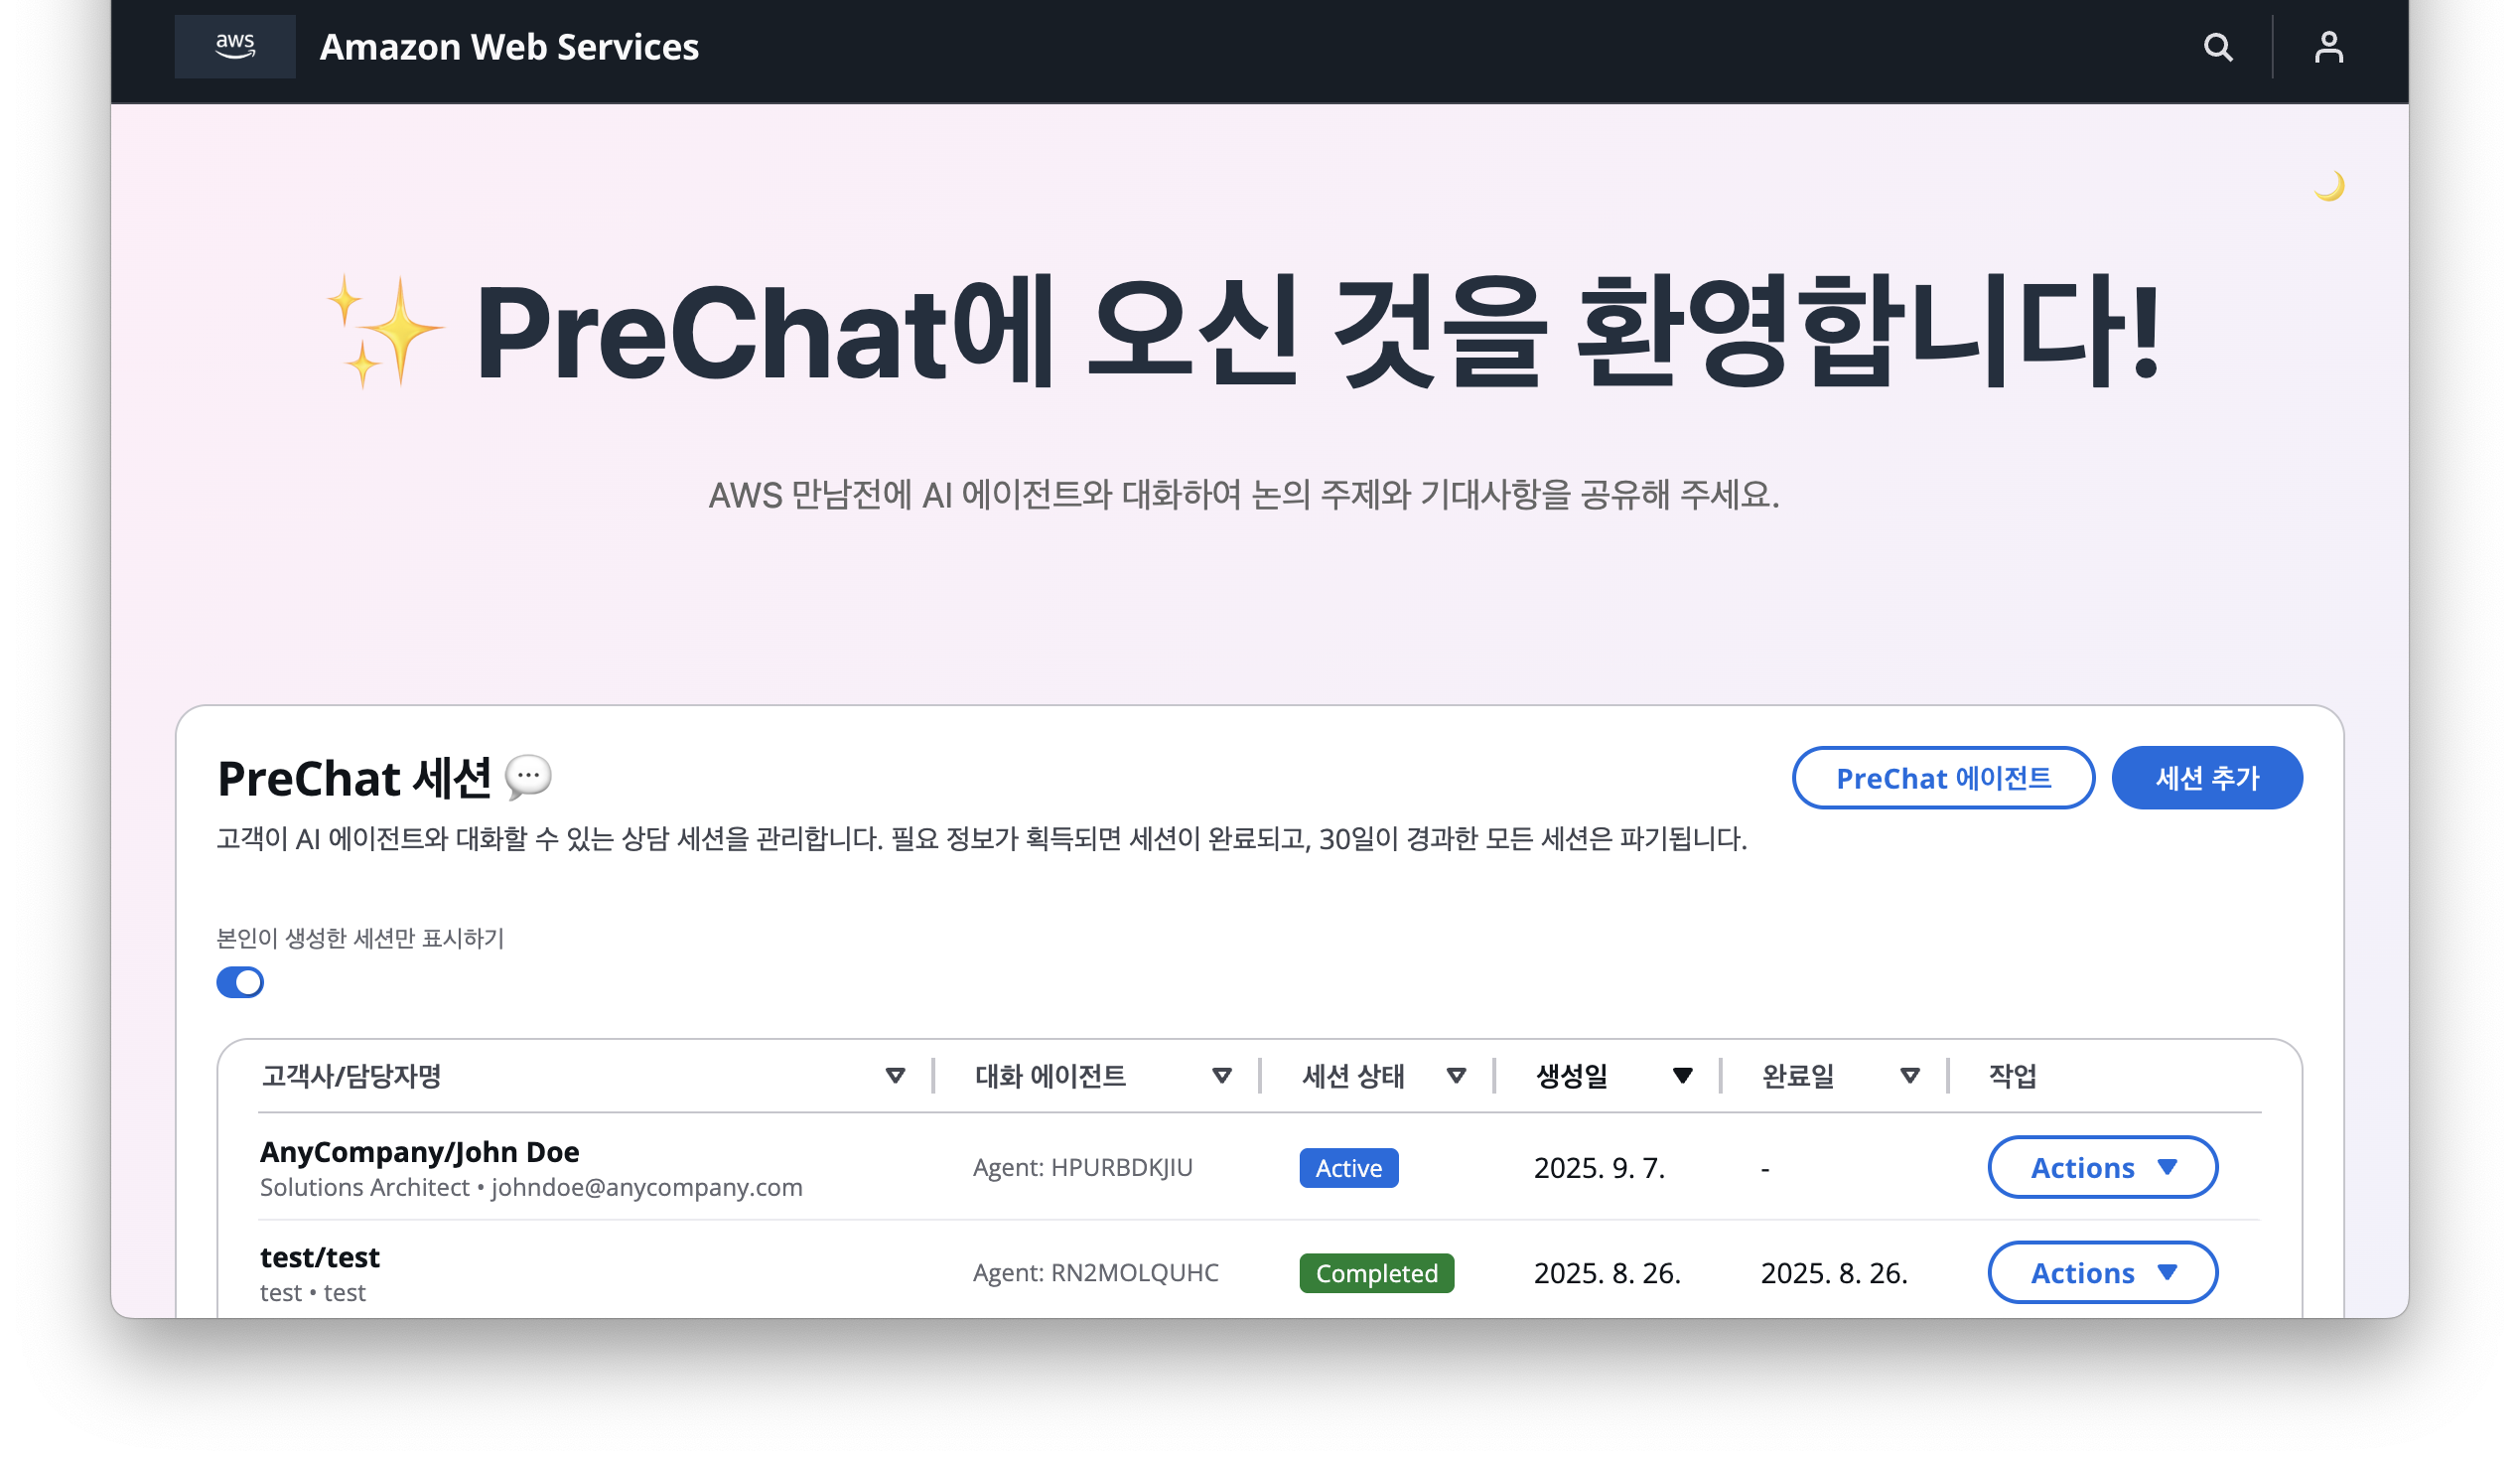 aws
Amazon Web Services
✨ PreChat에 오신 것을 환영합니다!
AWS 만남전에 AI 에이전트와 대화하여 논의 주제와 기대사항을 공유해 주세요.
PreChat 세션 💬
PreChat 에이전트
세션 추가
고객이 AI 에이전트와 대화할 수 있는 상담 세션을 관리합니다. 필요 정보가 획득되면 세션이 완료되고, 30일이 경과한 모든 세션은 파기됩니다.
본인이 생성한 세션만 표시하기
고객사/담당자명 대화 에이전트 세션 상태 생성일 완료일 작업
AnyCompany/John Doe
Solutions Architect • johndoe@anycompany.com
Agent: HPURBDKJIU Active 2025. 9. 7. - Actions
test/test
test • test
Agent: RN2MOLQUHC Completed 2025. 8. 26. 2025. 8. 26. Actions